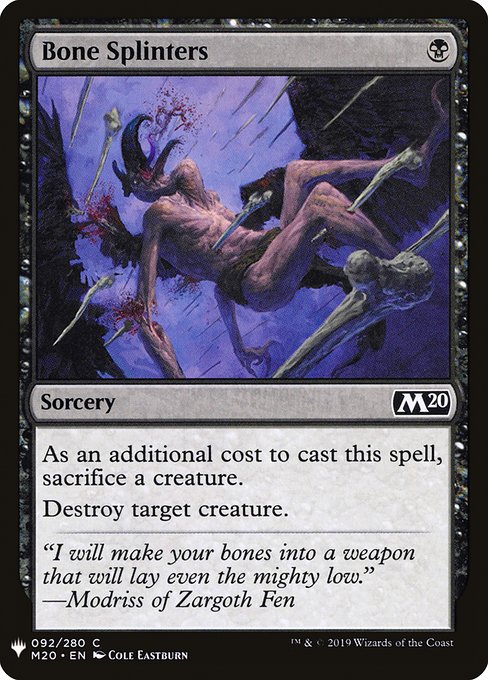 Bone Splinters
Sorcery
M20
As an additional cost to cast this spell,
sacrifice a creature.
Destroy target creature.
“I will make your bones into a weapon
that will lay even the mighty low.”
—Modriss of Zargoth Fen
092/280 C
M20 • EN Cole Eastburn
™ & © 2019 Wizards of the Coast